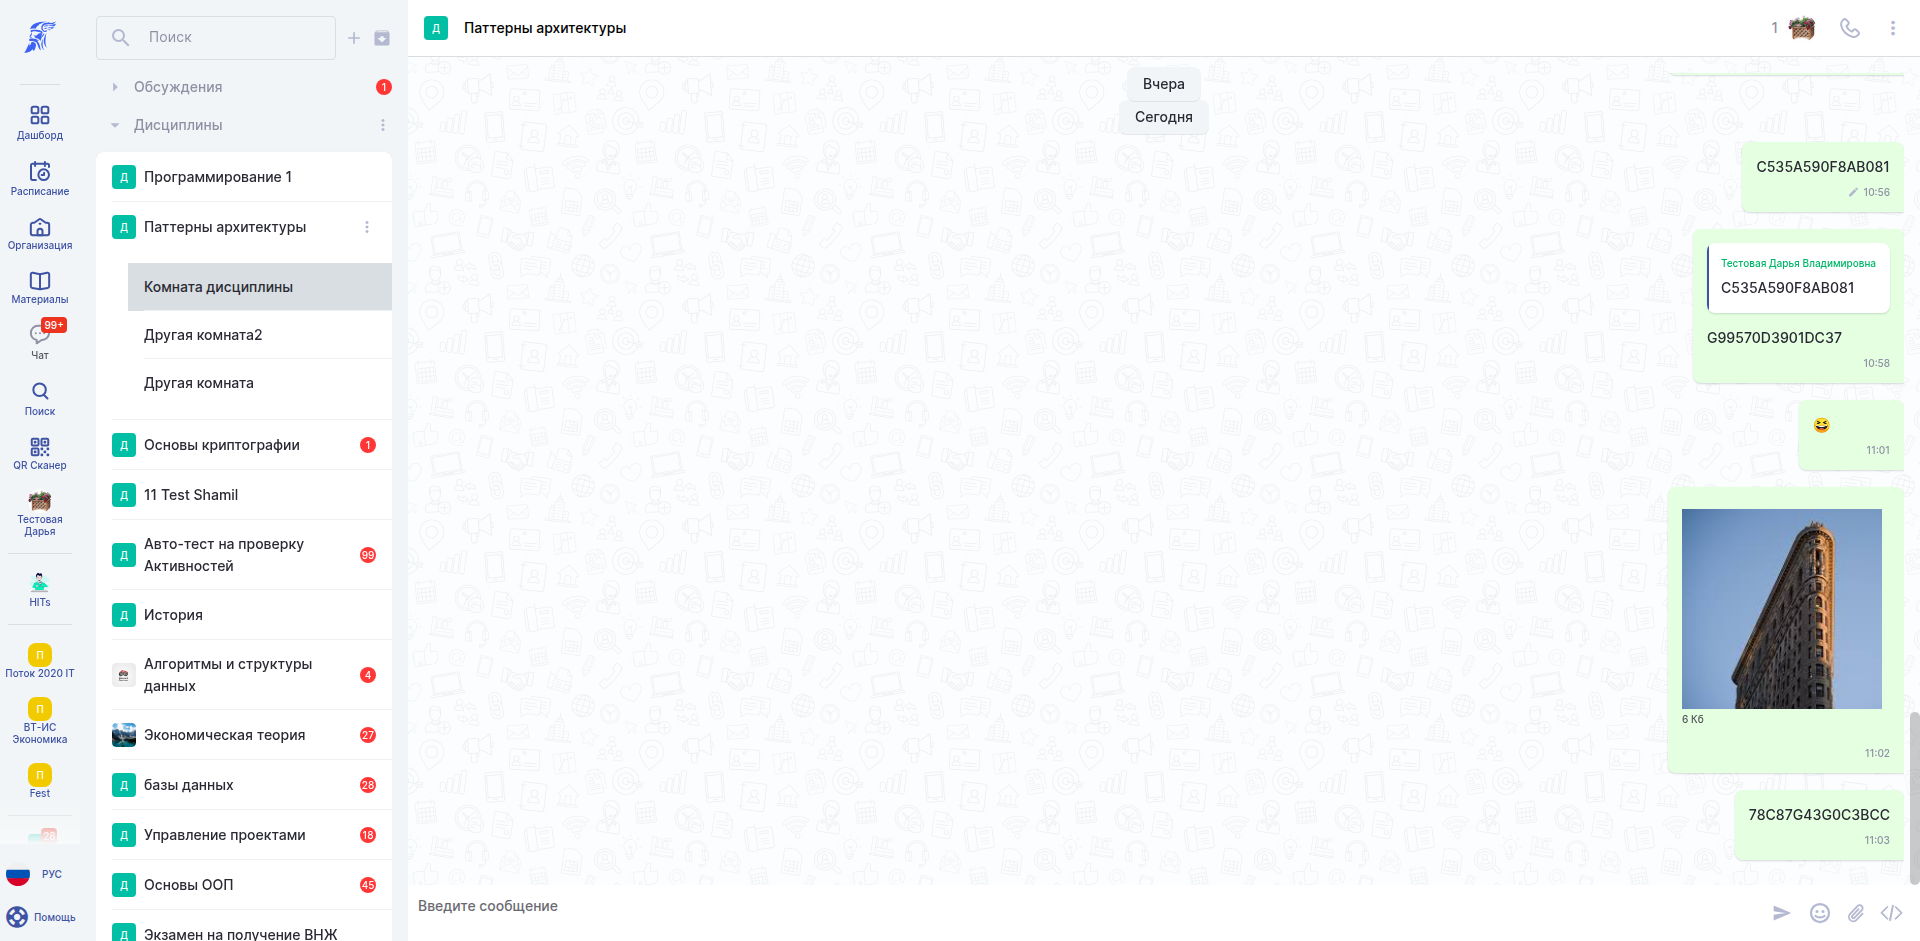 Дашборд
Расписание
Организация
Материалы
99+
Чат
Поиск
QR Сканер
Тестовая
Дарья
HITs
П
Поток 2020 IT
П
ВТ-ИС
Экономика
П
Fest
28
РУС
Помощь
Поиск
Обсуждения
1
Дисциплины
Д Программирование 1
Д Паттерны архитектуры
Комната дисциплины
Другая комната2
Другая комната
Д Основы криптографии 1
Д 11 Test Shamil
Д Авто-тест на проверку
Активностей 99
Д История
Алгоритмы и структуры
данных 4
Экономическая теория 27
Д базы данных 28
Д Управление проектами 18
Д Основы ООП 45
Д Экзамен на получение ВНЖ
Д Паттерны архитектуры 1
Вчера
Сегодня
C535A590F8AB081
10:56
Тестовая Дарья Владимировна
C535A590F8AB081
G99570D3901DC37
10:58
11:01
6 Кб
11:02
78C87G43G0C3BCC
11:03
Введите сообщение